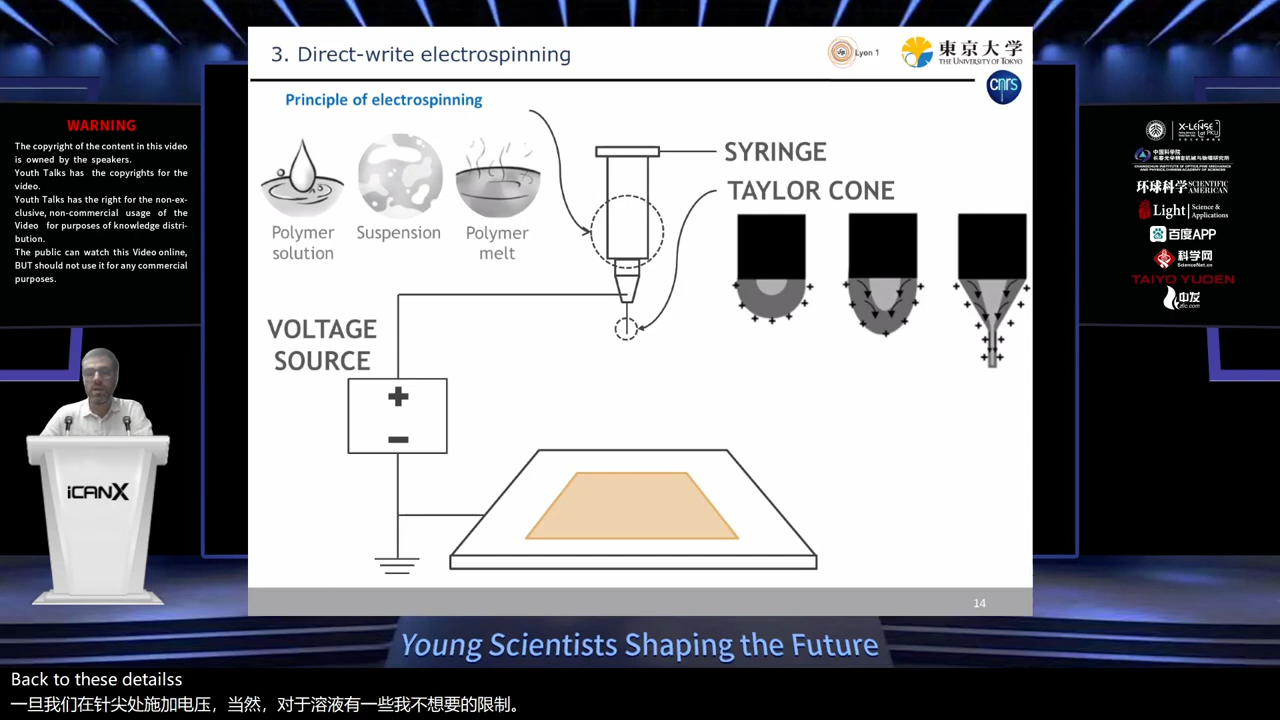 3. Direct-write electrospinning
Lyon 1
東京大学
THE UNIVERSITY OF TOKYO
cnrs
Principle of electrospinning
Polymer
solution
Suspension
Polymer
melt
SYRINGE
TAYLOR CONE
VOLTAGE
SOURCE
14
WARNING
The copyright of the content in this video
is owned by the speakers.
Youth Talks has the copyrights for the
video.
Youth Talks has the right for the non-ex-
clusive, non-commercial usage of the
Video for purposes of knowledge distri-
bution.
The public can watch this Video online,
BUT should not use it for any commercial
purposes.
iCANX
X-LENSE
环球科学 SCIENTIFIC
AMERICAN
Light Science &
Applications
百度APP
科学网
ScienceNet.cn
TAIYO YUDEN
中发
Young Scientists Shaping the Future
Back to these detailss
一旦我们在针尖处施加电压，当然，对于溶液有一些我不想要的限制。